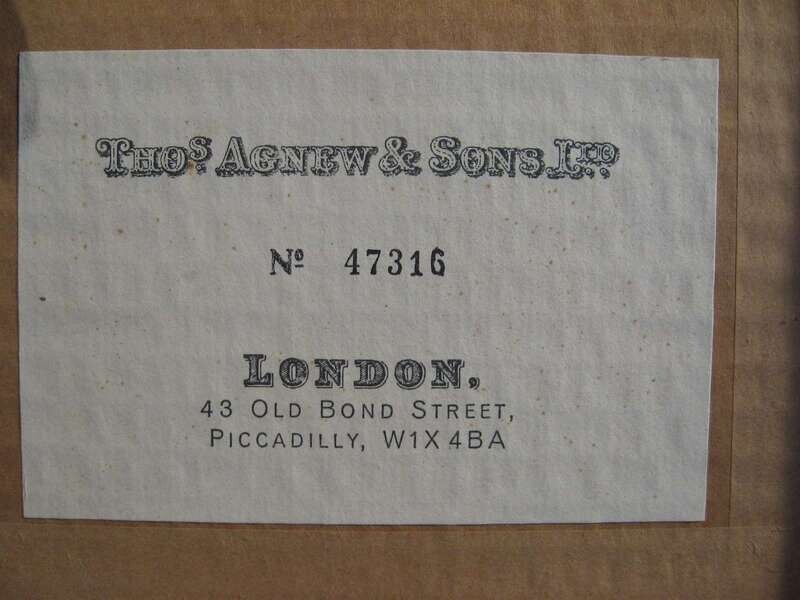 THOS AGNEW & SONS LTD.
No 47316
LONDON,
43 OLD BOND STREET,
PICCADILLY, W1X 4BA